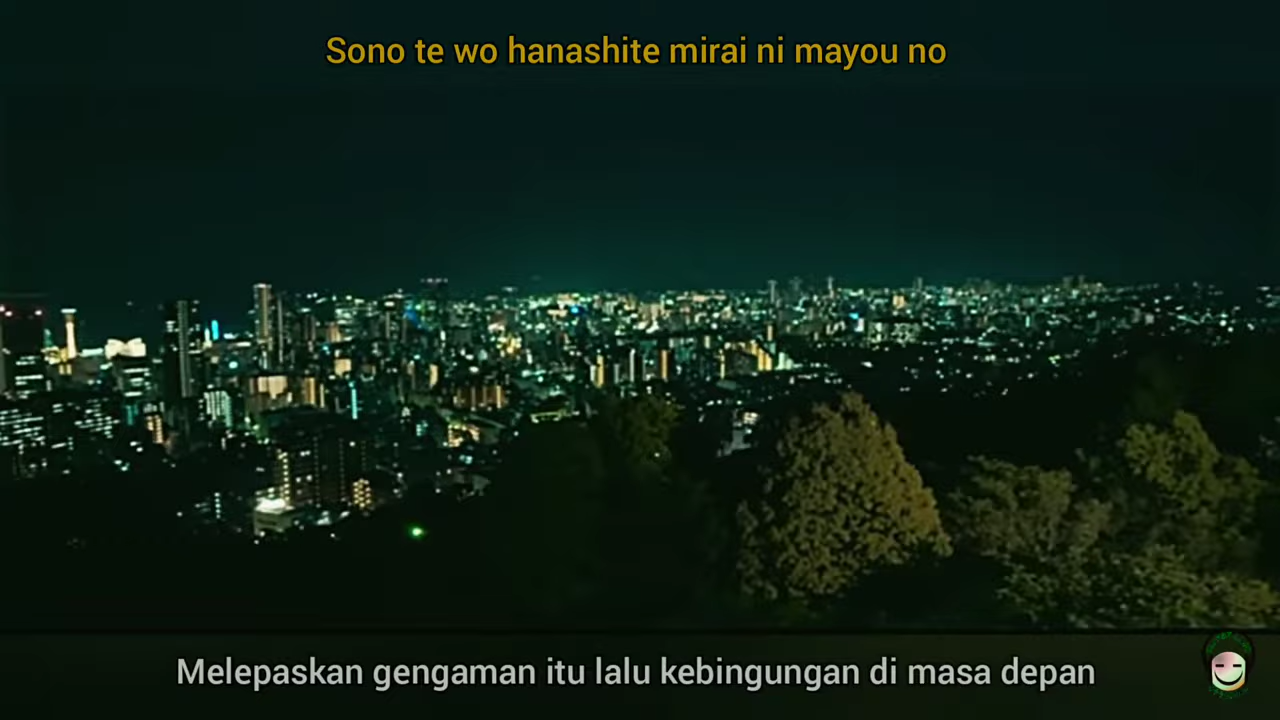 Sono te wo hanashite mirai ni mayou no
Melepaskan gengaman itu lalu kebingungan di masa depan